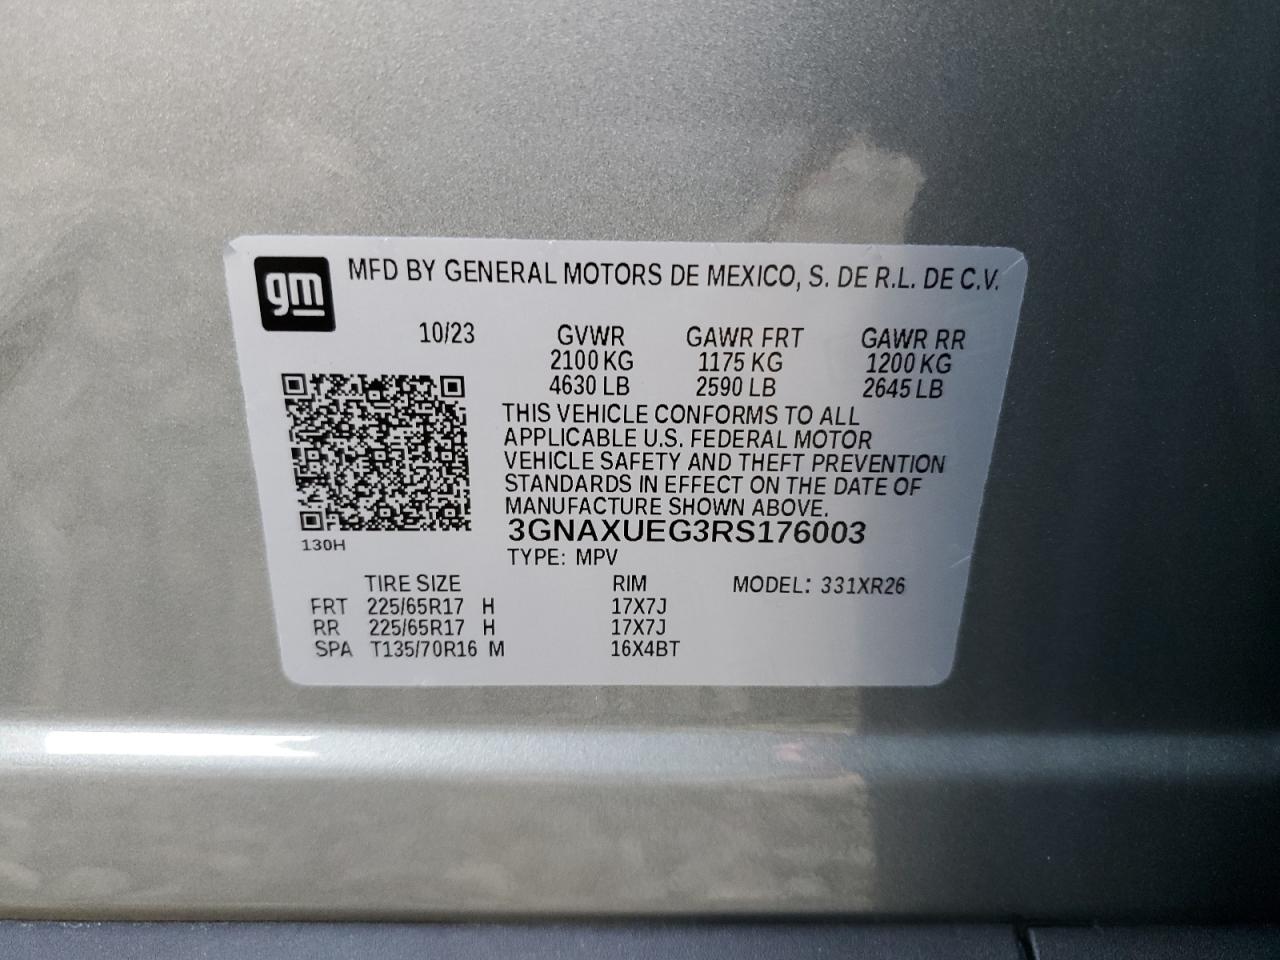 gm
MFD BY GENERAL MOTORS DE MEXICO, S. DE R.L. DE C.V.
10/23 GVWR GAWR FRT GAWR RR
2100 KG 1175 KG 1200 KG
4630 LB 2590 LB 2645 LB
THIS VEHICLE CONFORMS TO ALL
APPLICABLE U.S. FEDERAL MOTOR
VEHICLE SAFETY AND THEFT PREVENTION
STANDARDS IN EFFECT ON THE DATE OF
MANUFACTURE SHOWN ABOVE.
3GNAXUEG3RS176003
130H
TYPE: MPV
TIRE SIZE RIM MODEL: 331XR26
FRT 225/65R17 H 17X7J
RR 225/65R17 H 17X7J
SPA T135/70R16 M 16X4BT